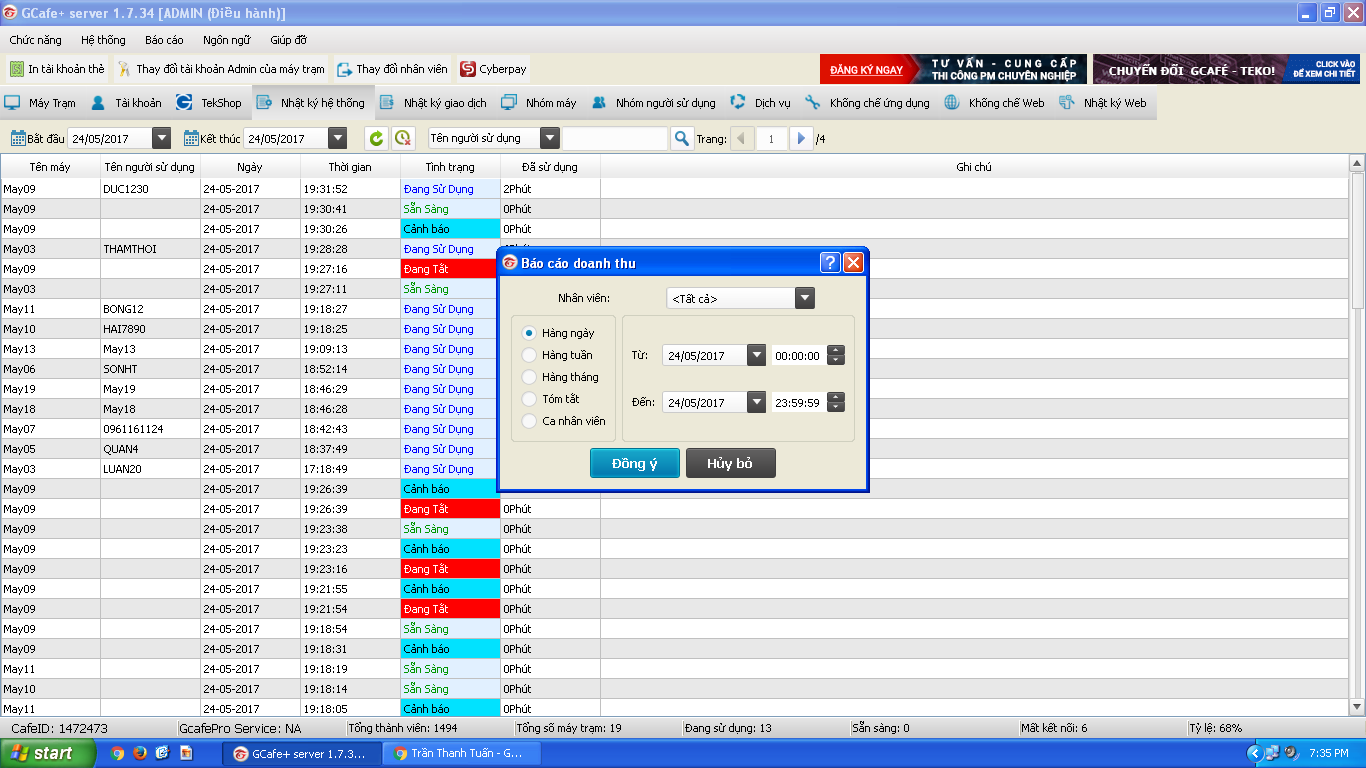 GCafe+ server 1.7.34 [ADMIN (Điều hành)]
Chức năng Hệ thống Báo cáo Ngôn ngữ Giúp đỡ
In tài khoản thẻ Thay đổi tài khoản Admin của máy trạm Thay đổi nhân viên Cyberpay
ĐĂNG KÝ NGAY TƯ VẤN - CUNG CẤP THI CÔNG PM CHUYÊN NGHIỆP
CHUYỂN ĐỔI GCAFÉ - TEKO! CLICK VÀO ĐỂ XEM CHI TIẾT
Máy Trạm Tài khoản TekShop Nhật ký hệ thống Nhật ký giao dịch Nhóm máy Nhóm người sử dụng Dịch vụ Khống chế ứng dụng Khống chế Web Nhật ký Web
Bắt đầu 24/05/2017 Kết thúc 24/05/2017 Tên người sử dụng Trang: 1 /4
Tên máy Tên người sử dụng Ngày Thời gian Tình trạng Đã sử dụng Ghi chú
May09 DUC1230 24-05-2017 19:31:52 Đang Sử Dụng 2Phút
May09 24-05-2017 19:30:41 Sẵn Sàng 0Phút
May09 24-05-2017 19:30:26 Cảnh báo 0Phút
May03 THAMTHOI 24-05-2017 19:28:28 Đang Sử Dụng
May09 24-05-2017 19:27:16 Đang Tắt
May03 24-05-2017 19:27:11 Sẵn Sàng
May11 BONG12 24-05-2017 19:18:27 Đang Sử Dụng
May10 HAI7890 24-05-2017 19:18:25 Đang Sử Dụng
May13 May13 24-05-2017 19:09:13 Đang Sử Dụng
May06 SONHT 24-05-2017 18:52:14 Đang Sử Dụng
May19 May19 24-05-2017 18:46:29 Đang Sử Dụng
May18 May18 24-05-2017 18:46:28 Đang Sử Dụng
May07 0961161124 24-05-2017 18:42:43 Đang Sử Dụng
May05 QUAN4 24-05-2017 18:37:49 Đang Sử Dụng
May03 LUAN20 24-05-2017 17:18:49 Đang Sử Dụng
May09 24-05-2017 19:26:39 Cảnh báo
May09 24-05-2017 19:26:39 Đang Tắt 0Phút
May09 24-05-2017 19:23:38 Sẵn Sàng 0Phút
May09 24-05-2017 19:23:23 Cảnh báo 0Phút
May09 24-05-2017 19:23:16 Đang Tắt 0Phút
May09 24-05-2017 19:21:55 Cảnh báo 0Phút
May09 24-05-2017 19:21:54 Đang Tắt 0Phút
May09 24-05-2017 19:18:54 Sẵn Sàng 0Phút
May09 24-05-2017 19:18:31 Cảnh báo 0Phút
May11 24-05-2017 19:18:19 Sẵn Sàng 0Phút
May10 24-05-2017 19:18:14 Sẵn Sàng 0Phút
May11 24-05-2017 19:18:05 Cảnh báo 0Phút
Báo cáo doanh thu
Nhân viên: <Tất cả>
Hàng ngày
Hàng tuần
Hàng tháng
Tóm tắt
Ca nhân viên
Từ: 24/05/2017 00:00:00
Đến: 24/05/2017 23:59:59
Đồng ý Hủy bỏ
CafeID: 1472473 GcafePro Service: NA Tổng thành viên: 1494 Tổng số máy trạm: 19 Đang sử dụng: 13 Sẵn sàng: 0 Mất kết nối: 6 Tỷ lệ: 68%
start GCafe+ server 1.7.3... Trần Thanh Tuấn - G... 7:35 PM